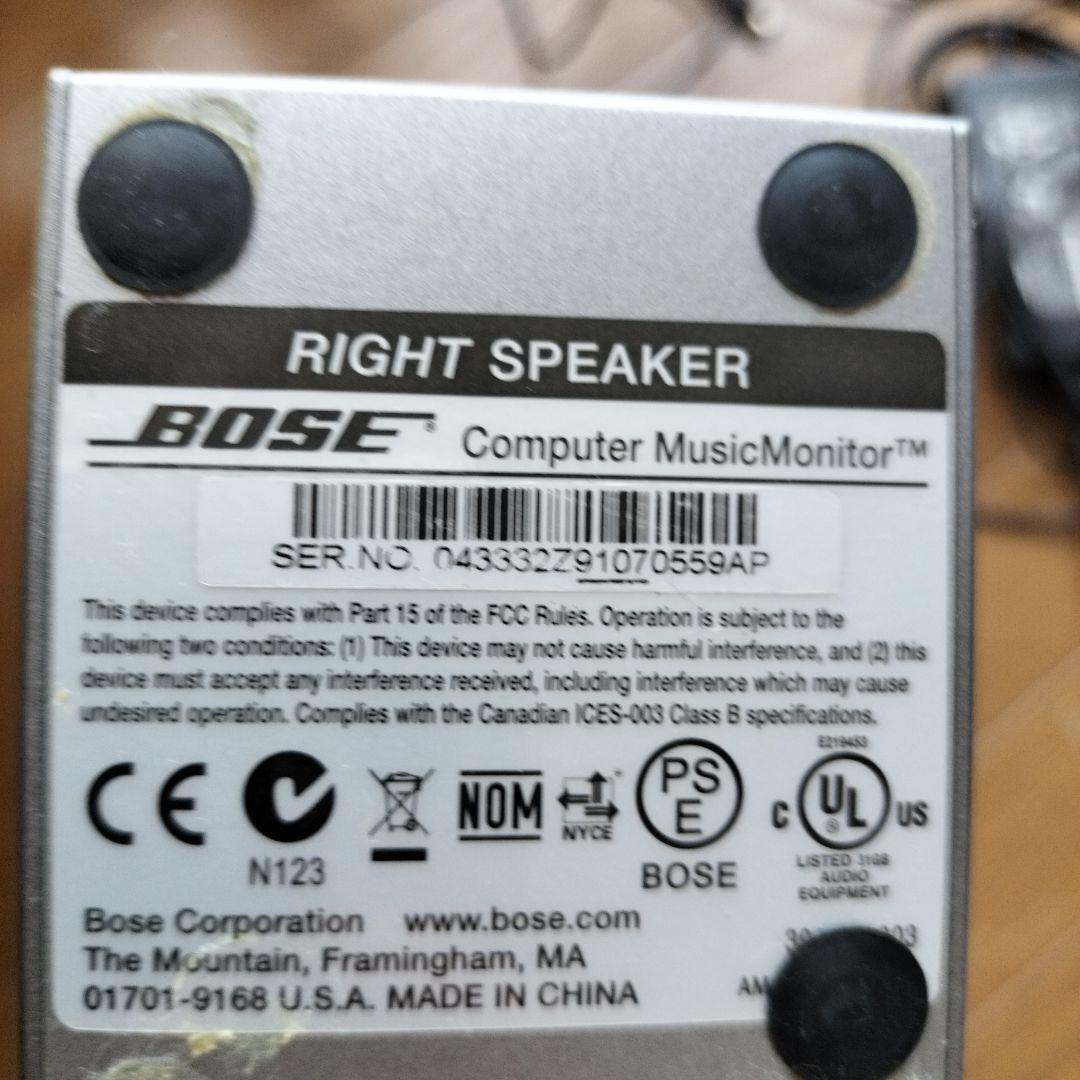 RIGHT SPEAKER
BOSE® Computer MusicMonitor™
SER.NO. 043332Z91070559AP
This device complies with Part 15 of the FCC Rules. Operation is subject to the
following two conditions: (1) This device may not cause harmful interference, and (2) this
device must accept any interference received, including interference which may cause
undesired operation. Complies with the Canadian ICES-003 Class B specifications.
E219453
CE N123 NOM NYCE PSE BOSE C UL® US
LISTED 31GB
AUDIO
EQUIPMENT
Bose Corporation www.bose.com
The Mountain, Framingham, MA
01701-9168 U.S.A. MADE IN CHINA